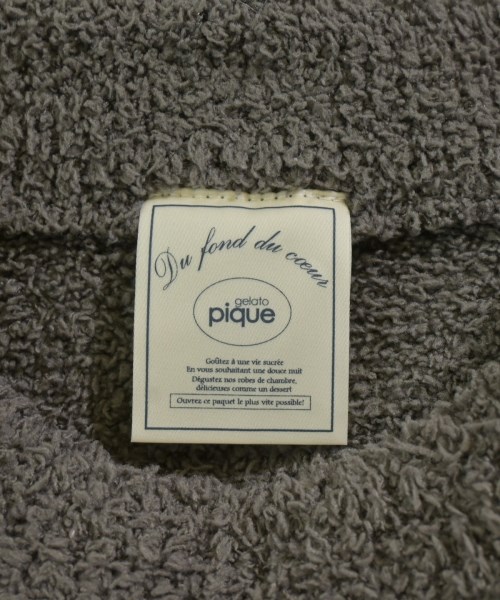 Du fond du cœur
gelato
pique
Goûtez à une vie sucrée
En vous souhaitant une douce nuit
Dégustez nos robes de chambre,
délicieuses comme un dessert
Ouvrez ce paquet le plus vite possible!